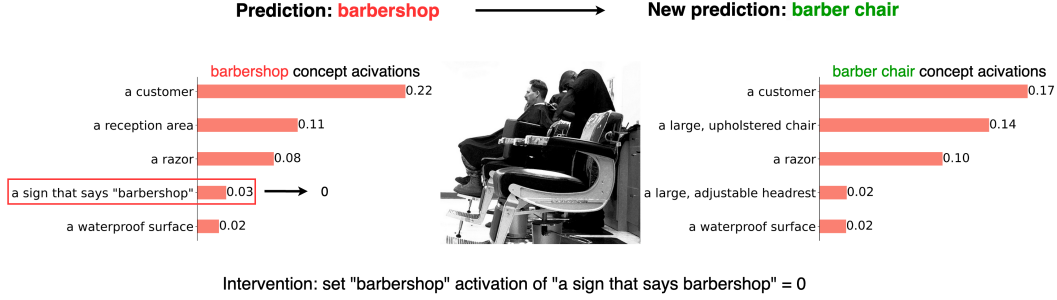 Prediction: barbershop
New prediction: barber chair
barbershop concept acivations
a customer 0.22
a reception area 0.11
a razor 0.08
a sign that says "barbershop" 0.03 0
a waterproof surface 0.02
barber chair concept acivations
a customer 0.17
a large, upholstered chair 0.14
a razor 0.10
a large, adjustable headrest 0.02
a waterproof surface 0.02
Intervention: set "barbershop" activation of "a sign that says barbershop" = 0